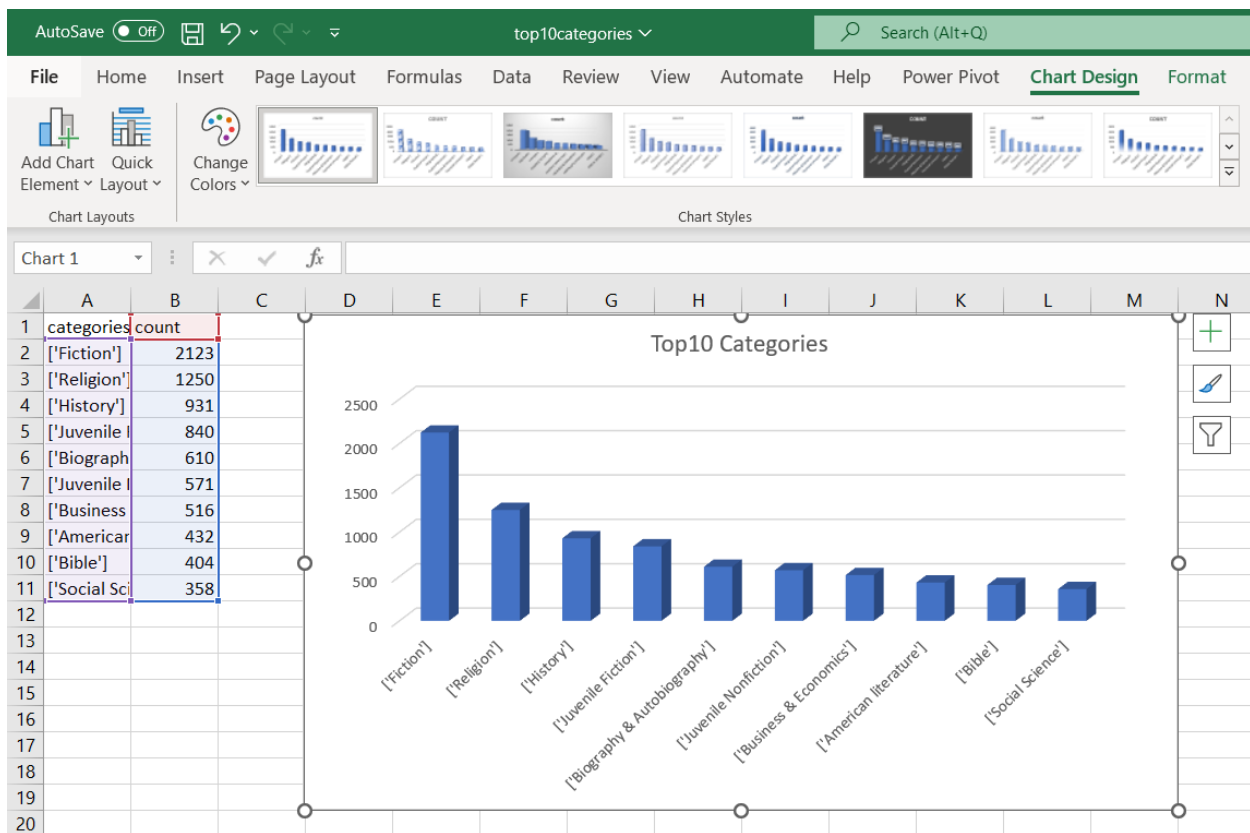 AutoSave Off top10categories Search (Alt+Q)
File Home Insert Page Layout Formulas Data Review View Automate Help Power Pivot Chart Design Format
Add Chart Quick Change
Element Layout Colors
Chart Layouts Chart Styles
Chart 1 fx
A B C D E F G H I J K L M N
1 categories count
2 ['Fiction'] 2123
3 ['Religion'] 1250
4 ['History'] 931
5 ['Juvenile 840
6 ['Biograph 610
7 ['Juvenile 571
8 ['Business 516
9 ['American 432
10 ['Bible'] 404
11 ['Social Sci 358
12
13
14
15
16
17
18
19
20
Top10 Categories
2500
2000
1500
1000
500
0
['Fiction']
['Religion']
['History']
['Juvenile Fiction']
['Biography & Autobiography']
['Juvenile Nonfiction']
['Business & Economics']
['American literature']
['Bible']
['Social Science']